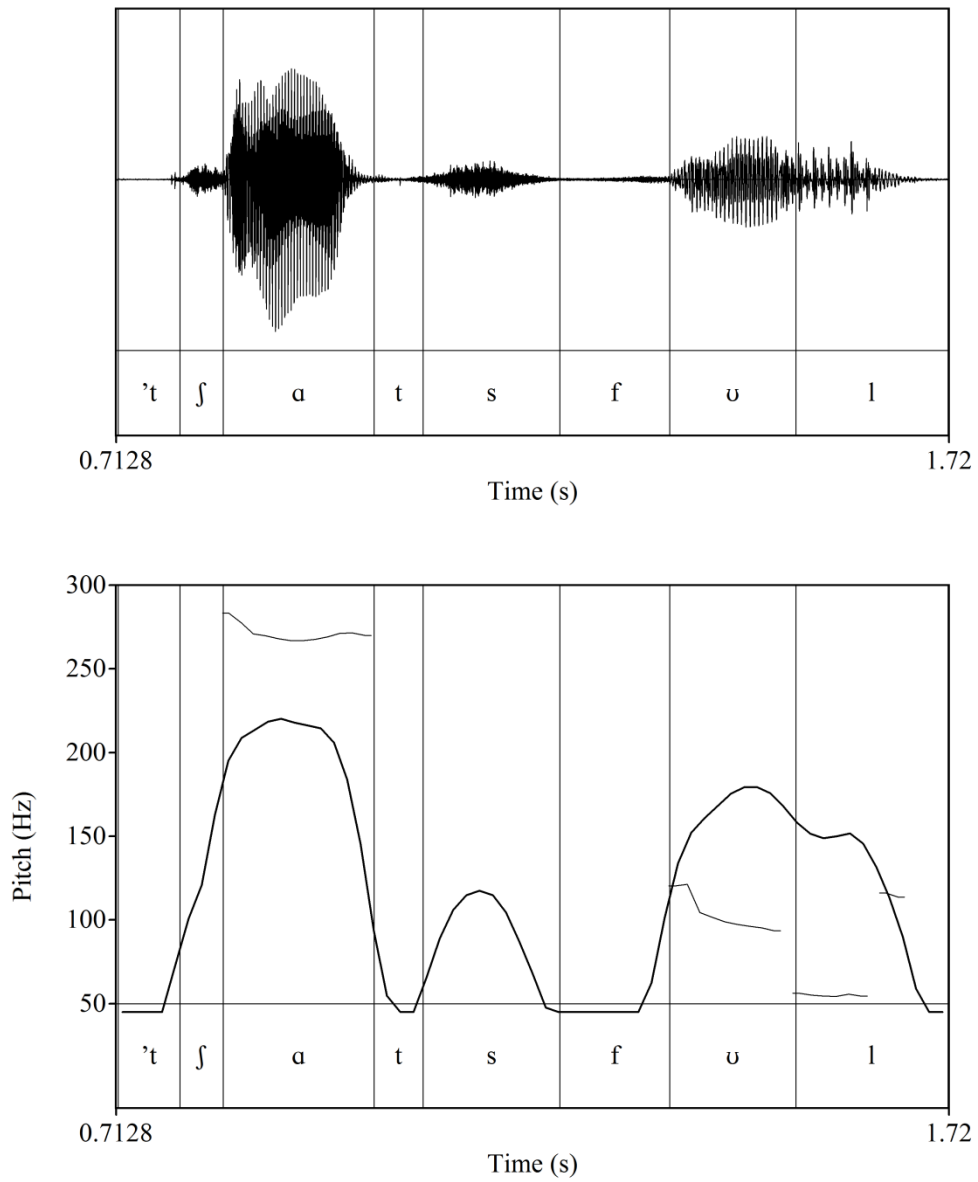 ’t ʃ ɑ t s f ʊ l
0.7128 1.72
Time (s)
300
250
200
150
100
50
Pitch (Hz)
’t ʃ ɑ t s f ʊ l
0.7128 1.72
Time (s)